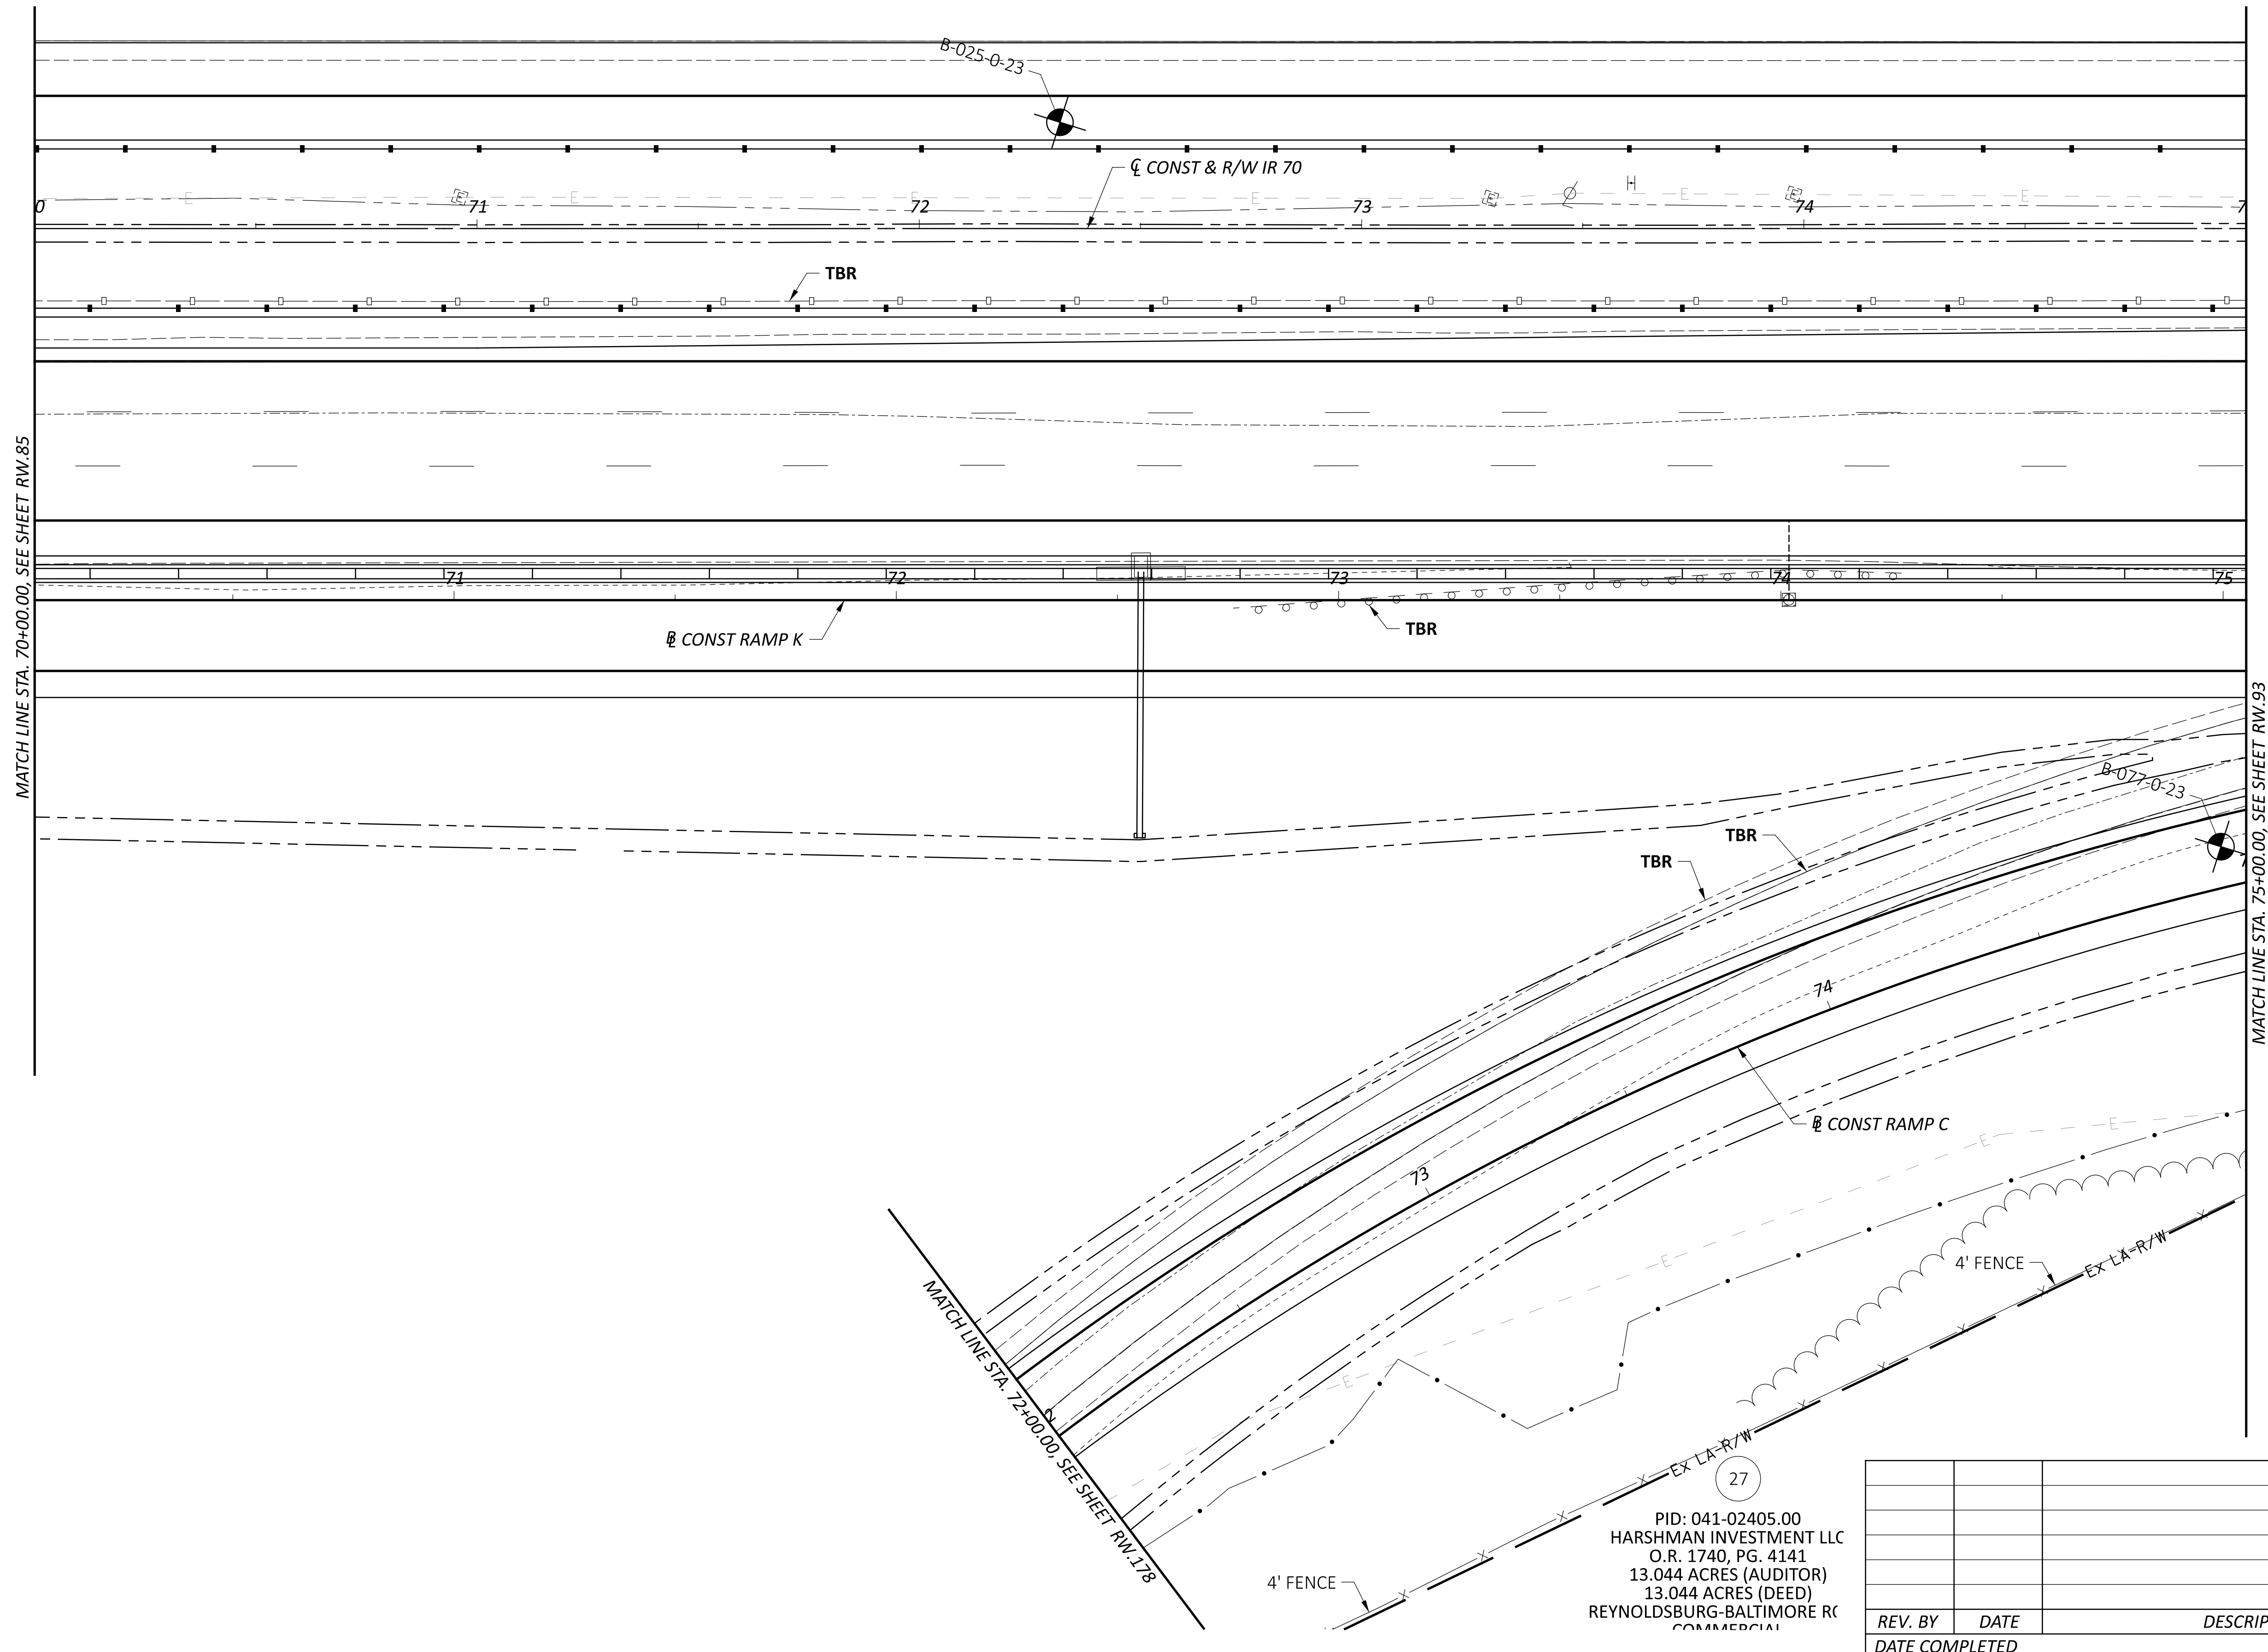 B-025-0-23
℄ CONST & R/W IR 70
E E E E E E E E E
0 71 72 73 74 7
TBR
MATCH LINE STA. 70+00.00, SEE SHEET RW.85
71 72 73 74 75
TBR
B/L CONST RAMP K
MATCH LINE STA. 75+00.00, SEE SHEET RW.93
B-077-0-23
TBR
TBR
74
B/L CONST RAMP C
73
E E E E
4' FENCE
Ex LA-R/W
MATCH LINE STA. 72+00.00, SEE SHEET RW.178
2
Ex LA-R/W
27
PID: 041-02405.00
HARSHMAN INVESTMENT LLC
O.R. 1740, PG. 4141
13.044 ACRES (AUDITOR)
13.044 ACRES (DEED)
REYNOLDSBURG-BALTIMORE RO
COMMERCIAL
4' FENCE
REV. BY DATE DESCRIP
DATE COMPLETED